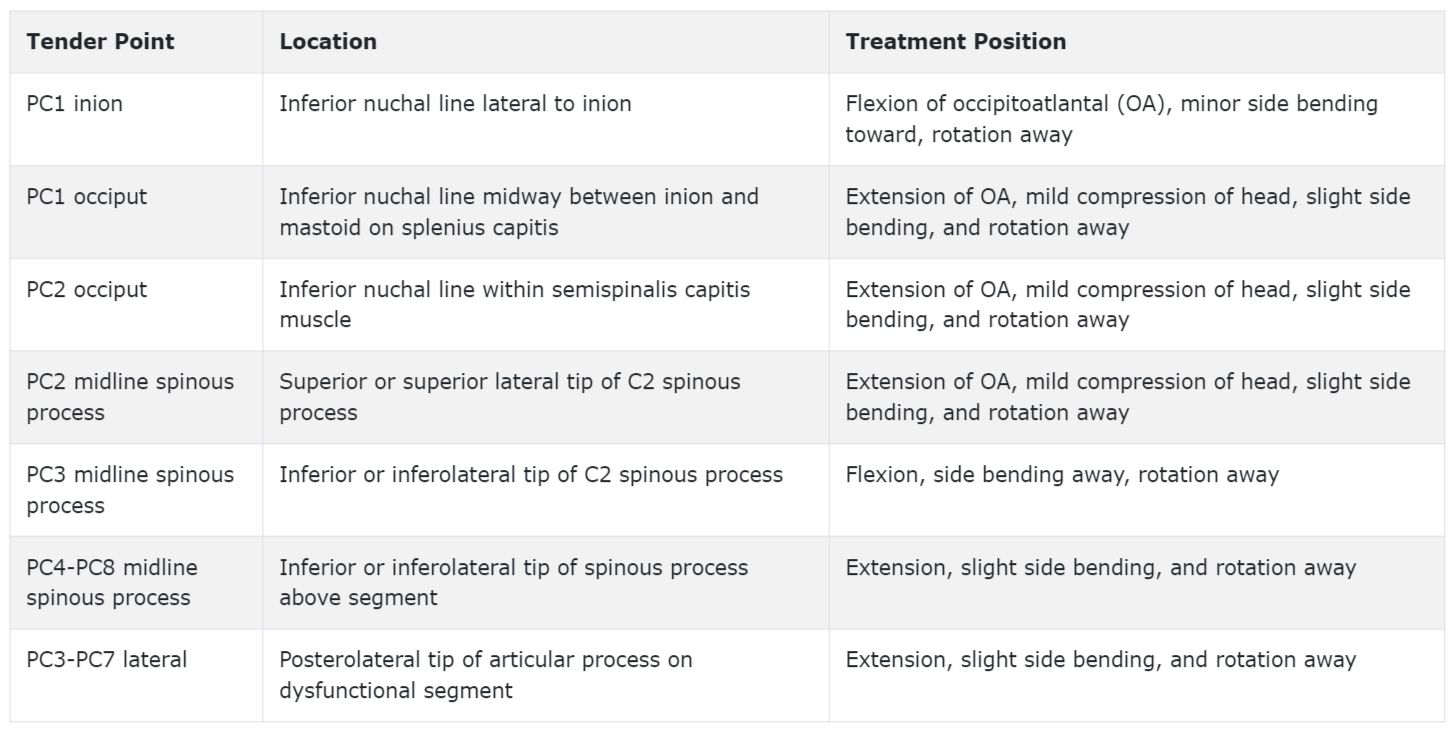 Tender Point
Location
Treatment Position
PC1 inion
Inferior nuchal line lateral to inion
Flexion of occipitoatlantal (OA), minor side bending
toward, rotation away
PC1 occiput
Inferior nuchal line midway between inion and
mastoid on splenius capitis
Extension of OA, mild compression of head, slight side
bending, and rotation away
PC2 occiput
Inferior nuchal line within semispinalis capitis
muscle
Extension of OA, mild compression of head, slight side
bending, and rotation away
PC2 midline spinous
process
Superior or superior lateral tip of C2 spinous
process
Extension of OA, mild compression of head, slight side
bending, and rotation away
PC3 midline spinous
process
Inferior or inferolateral tip of C2 spinous process
Flexion, side bending away, rotation away
PC4-PC8 midline
spinous process
Inferior or inferolateral tip of spinous process
above segment
Extension, slight side bending, and rotation away
PC3-PC7 lateral
Posterolateral tip of articular process on
dysfunctional segment
Extension, slight side bending, and rotation away